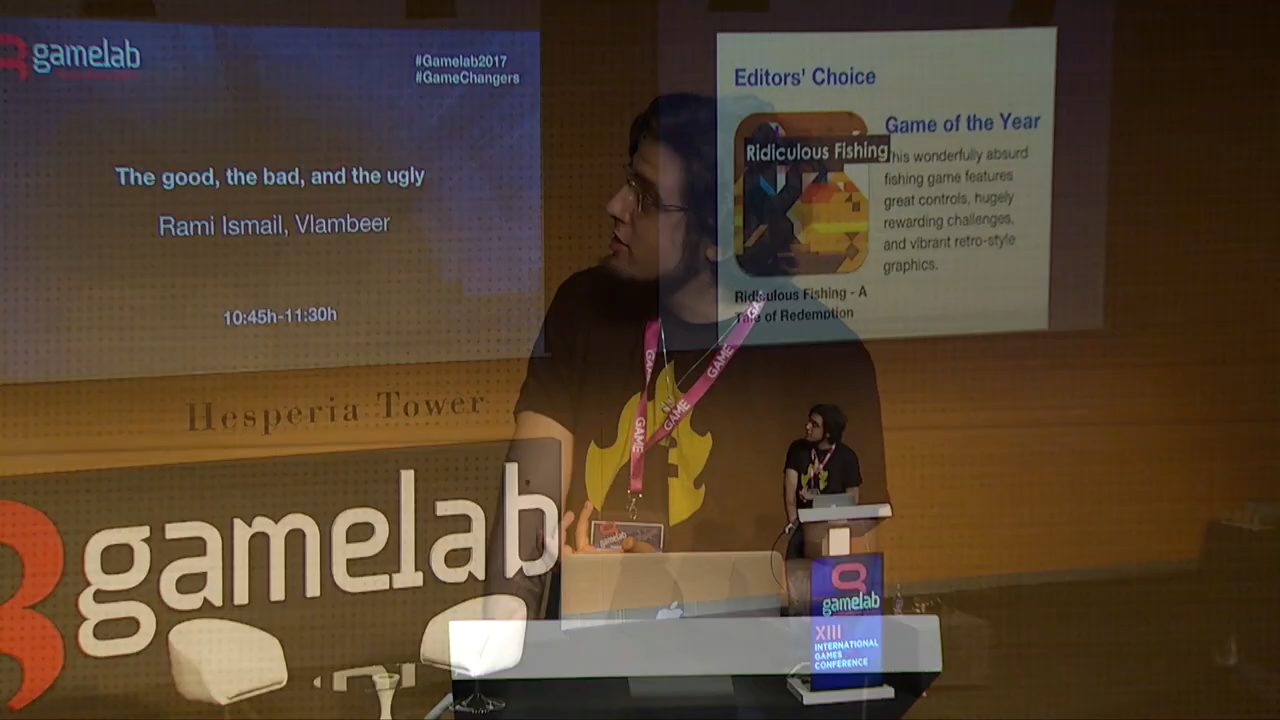 gamelab
#Gamelab2017
#GameChangers
The good, the bad, and the ugly
Rami Ismail, Vlambeer
10:45h-11:30h
Editors' Choice
Game of the Year
Ridiculous Fishing
This wonderfully absurd
fishing game features
great controls, hugely
rewarding challenges,
and vibrant retro-style
graphics.
Ridiculous Fishing - A
Tale of Redemption
Hesperia Tower
gamelab
GAME
GAME
GAME
GAME
gamelab
gamelab
XIII
INTERNATIONAL
GAMES
CONFERENCE